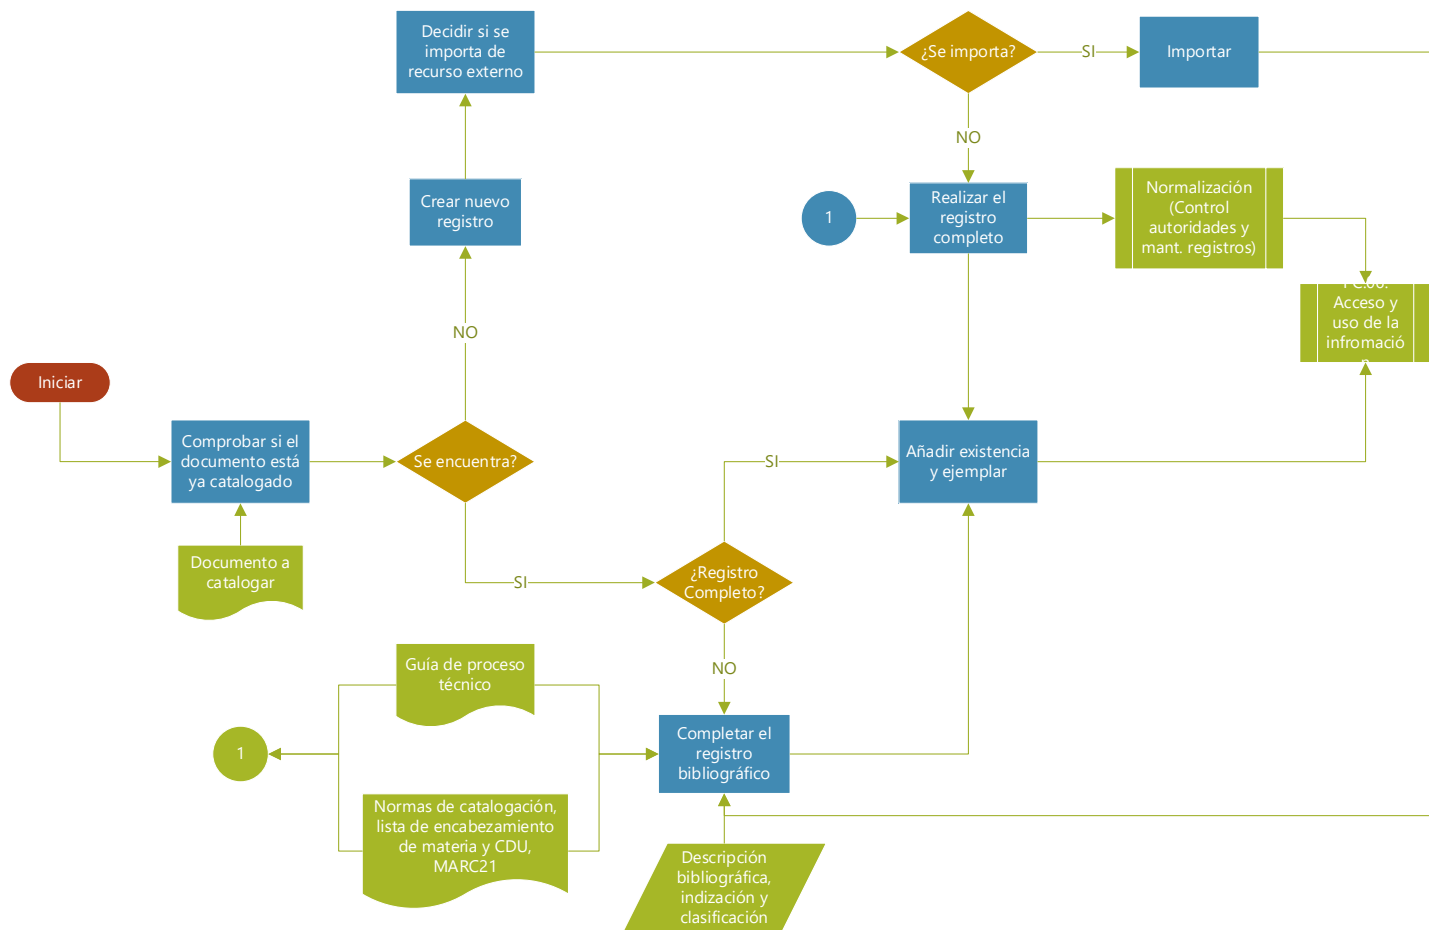 Decidir si se
importa de
recurso externo
¿Se importa?
SI
Importar
NO
Crear nuevo
registro
1
Realizar el
registro
completo
Normalización
(Control
autoridades y
mant. registros)
Acceso y
uso de la
infromació
n
NO
Iniciar
Comprobar si el
documento está
ya catalogado
Se encuentra?
SI
Añadir existencia
y ejemplar
Documento a
catalogar
SI
¿Registro
Completo?
NO
Guía de proceso
técnico
1
Completar el
registro
bibliográfico
Normas de catalogación,
lista de encabezamiento
de materia y CDU,
MARC21
Descripción
bibliográfica,
indización y
clasificación